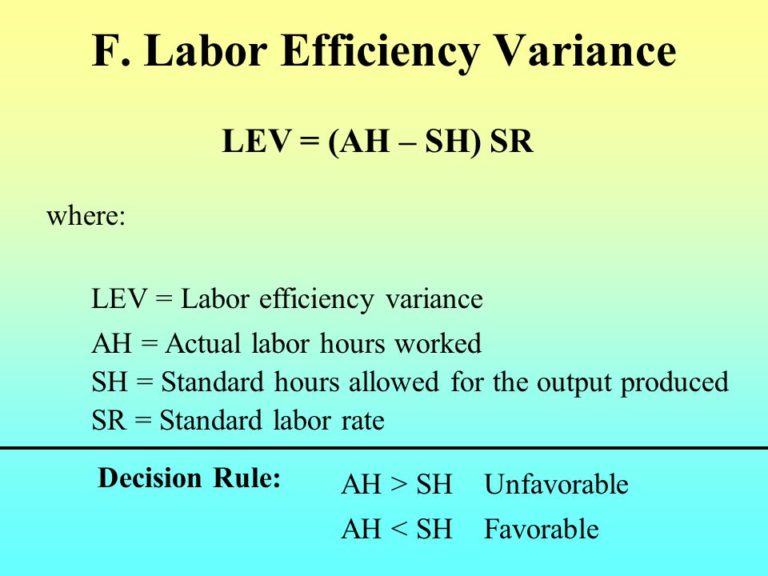 F. Labor Efficiency Variance
LEV = (AH – SH) SR
where:
LEV = Labor efficiency variance
AH = Actual labor hours worked
SH = Standard hours allowed for the output produced
SR = Standard labor rate
Decision Rule: AH > SH Unfavorable
AH < SH Favorable